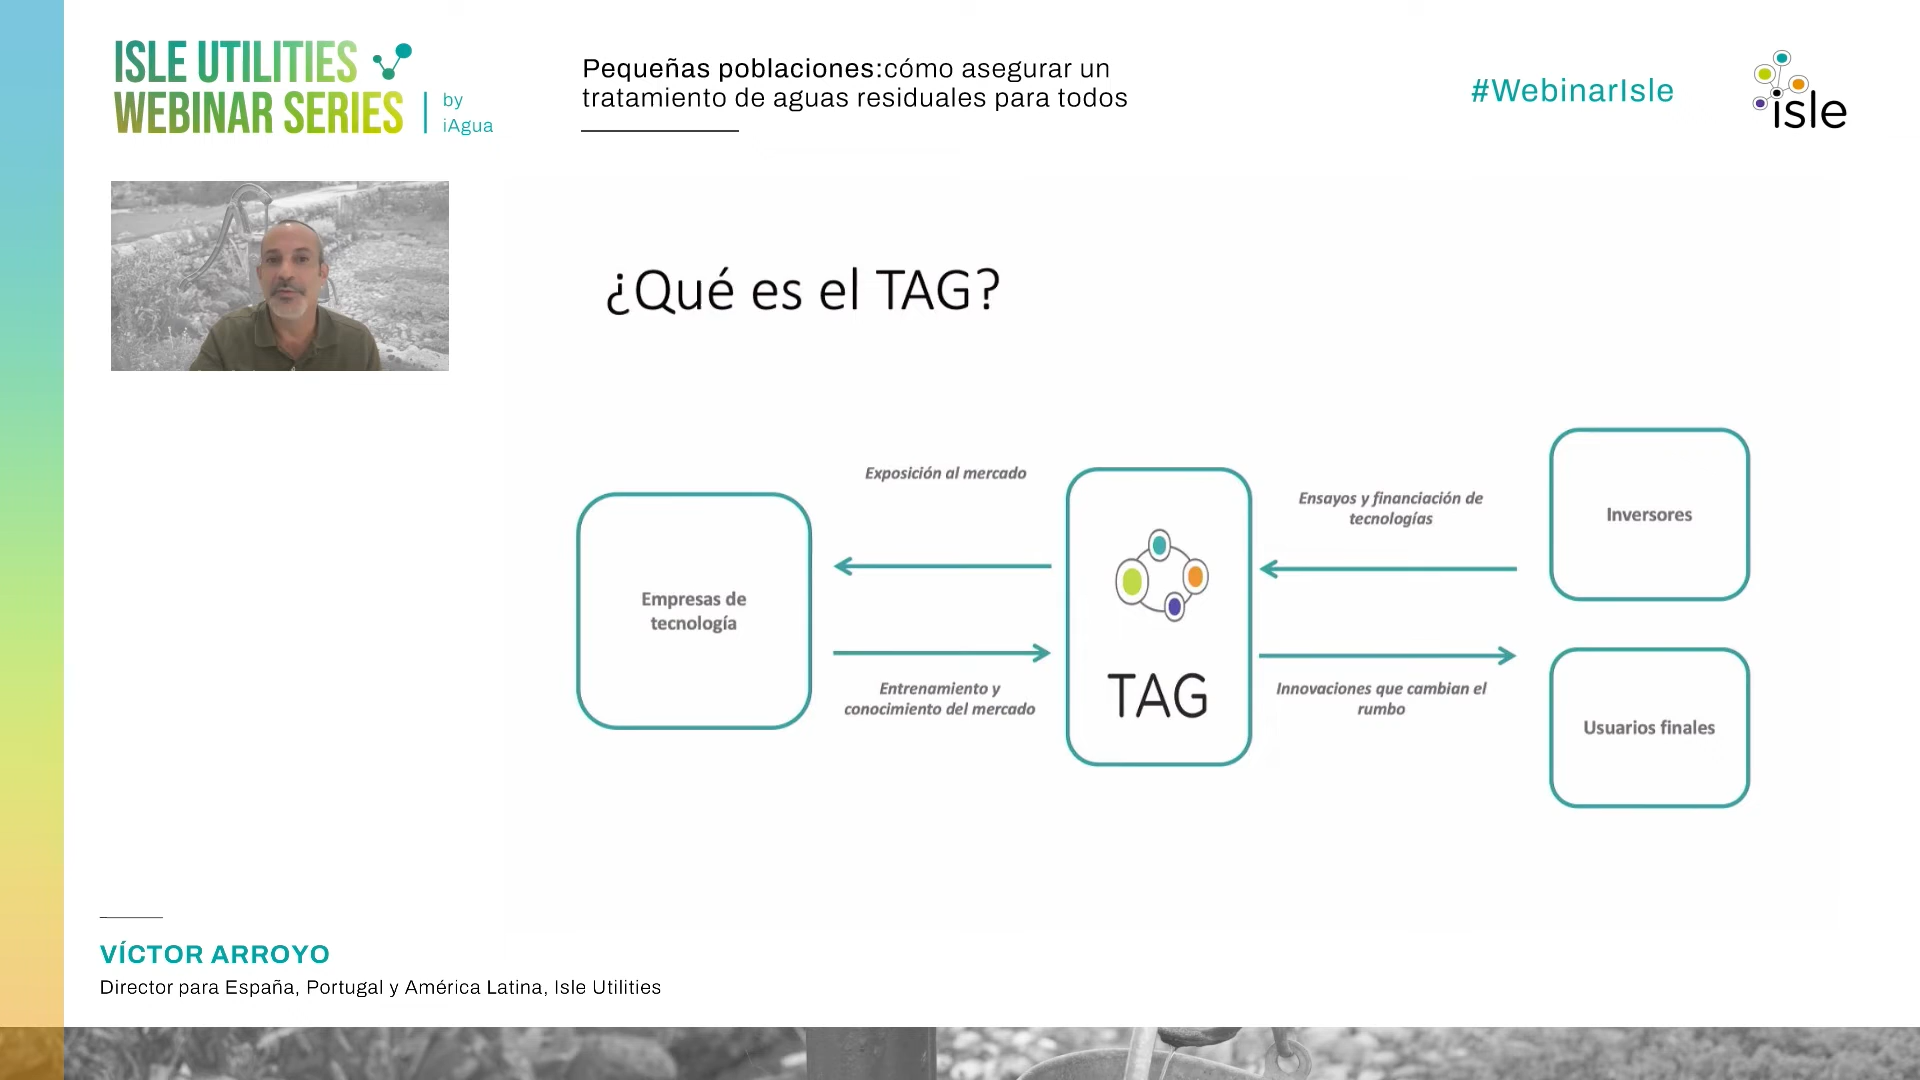 ISLE UTILITIES
WEBINAR SERIES
by
iAgua
Pequeñas poblaciones:cómo asegurar un
tratamiento de aguas residuales para todos
#WebinarIsle
isle
¿Qué es el TAG?
Exposición al mercado
Empresas de
tecnología
Entrenamiento y
conocimiento del mercado
TAG
Ensayos y financiación de
tecnologías
Innovaciones que cambian el
rumbo
Inversores
Usuarios finales
VÍCTOR ARROYO
Director para España, Portugal y América Latina, Isle Utilities